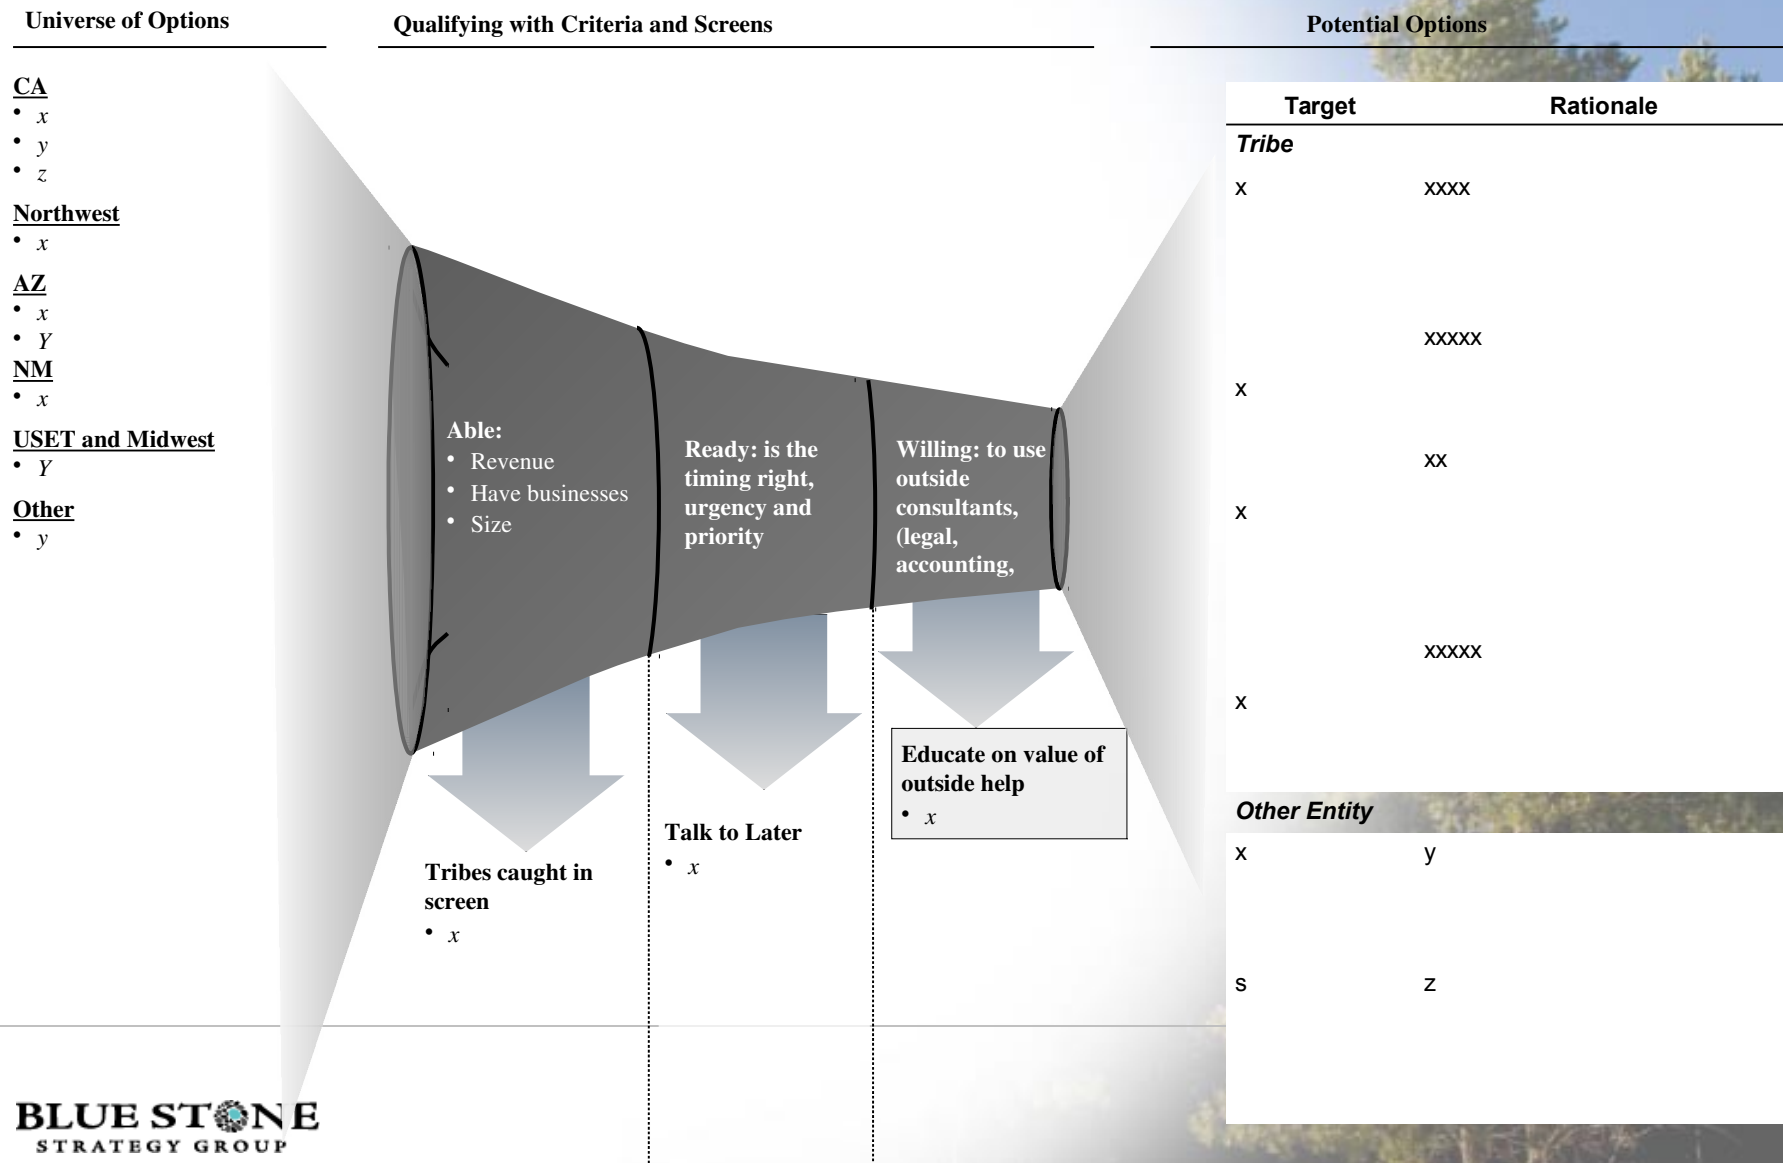 Universe of Options
Qualifying with Criteria and Screens
Potential Options
CA
• x
• y
• z
Northwest
• x
AZ
• x
• Y
NM
• x
USET and Midwest
• Y
Other
• y
Able:
• Revenue
• Have businesses
• Size
Ready: is the
timing right,
urgency and
priority
Willing: to use
outside
consultants,
(legal,
accounting,
Tribes caught in
screen
• x
Talk to Later
• x
Educate on value of
outside help
• x
Target Rationale
Tribe
x xxxx
xxxxx
x
xx
x
xxxxx
x
Other Entity
x y
s z
BLUE STONE
STRATEGY GROUP